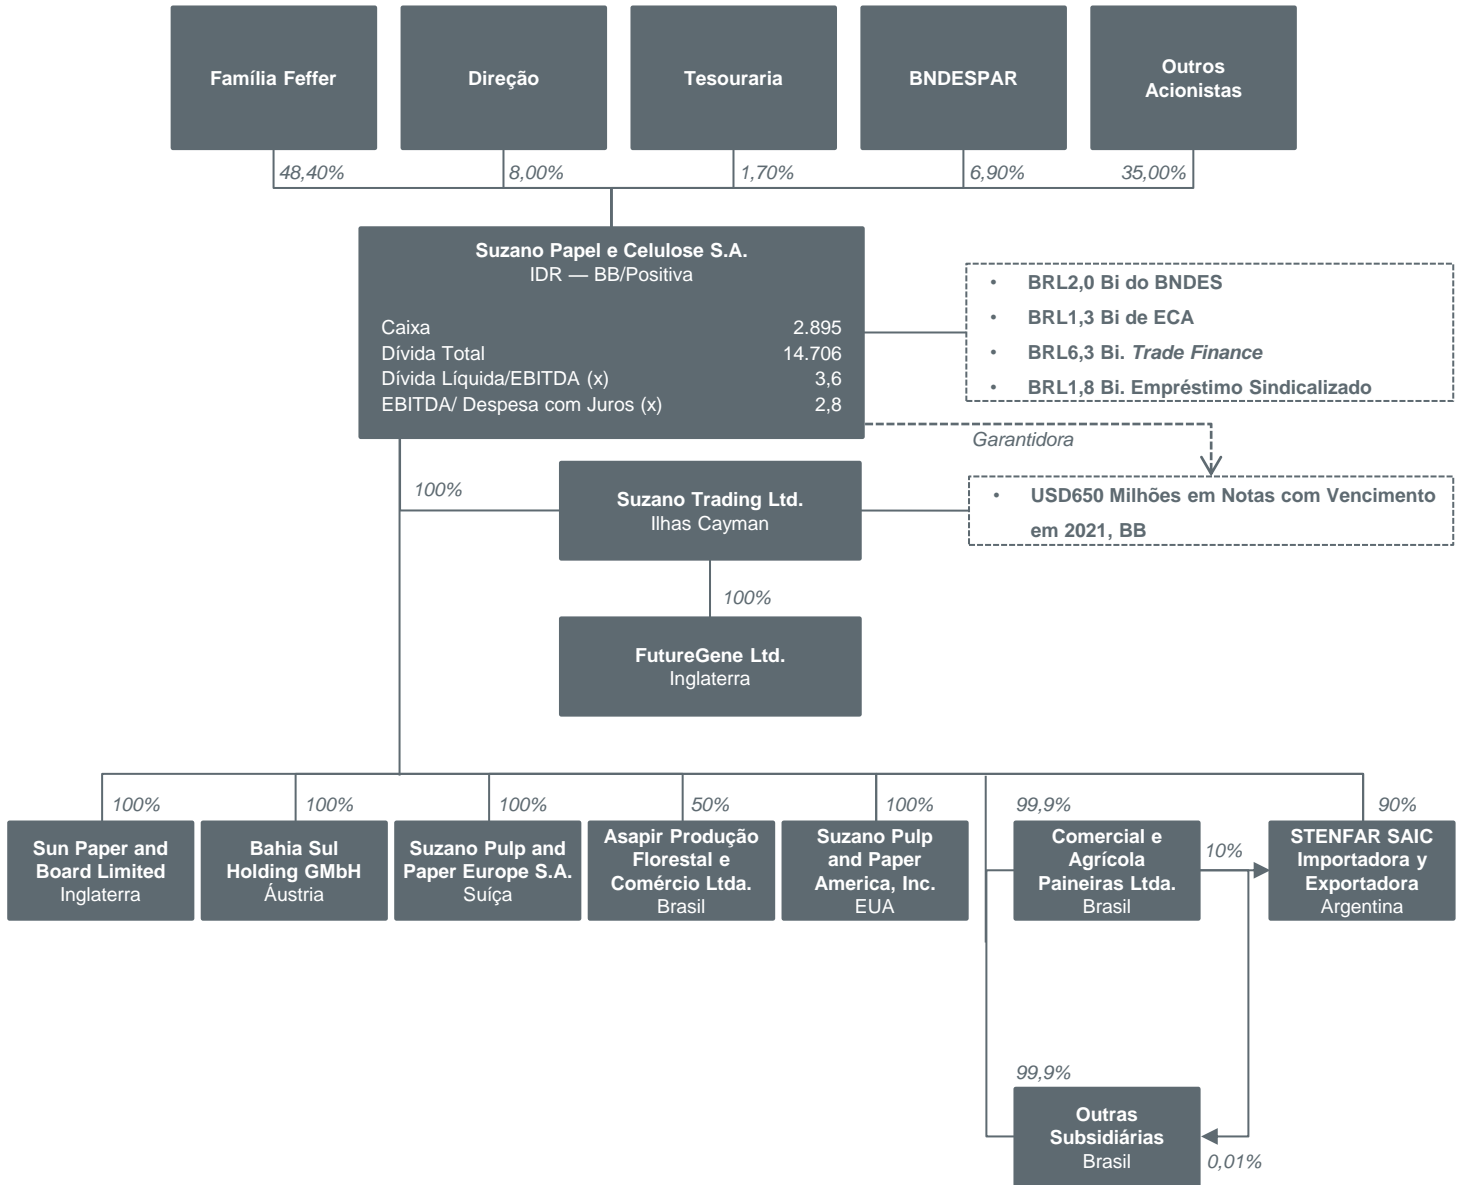 Família Feffer
Direção
Tesouraria
BNDESPAR
Outros
Acionistas
48,40%
8,00%
1,70%
6,90%
35,00%
Suzano Papel e Celulose S.A.
IDR — BB/Positiva
Caixa 2.895
Dívida Total 14.706
Dívida Líquida/EBITDA (x) 3,6
EBITDA/ Despesa com Juros (x) 2,8
• BRL2,0 Bi do BNDES
• BRL1,3 Bi de ECA
• BRL6,3 Bi. Trade Finance
• BRL1,8 Bi. Empréstimo Sindicalizado
Garantidora
100%
Suzano Trading Ltd.
Ilhas Cayman
• USD650 Milhões em Notas com Vencimento
em 2021, BB
100%
FutureGene Ltd.
Inglaterra
100%
100%
100%
50%
100%
99,9%
90%
Sun Paper and
Board Limited
Inglaterra
Bahia Sul
Holding GMbH
Áustria
Suzano Pulp and
Paper Europe S.A.
Suíça
Asapir Produção
Florestal e
Comércio Ltda.
Brasil
Suzano Pulp
and Paper
America, Inc.
EUA
Comercial e
Agrícola
Paineiras Ltda.
Brasil
10%
STENFAR SAIC
Importadora y
Exportadora
Argentina
99,9%
Outras
Subsidiárias
Brasil
0,01%